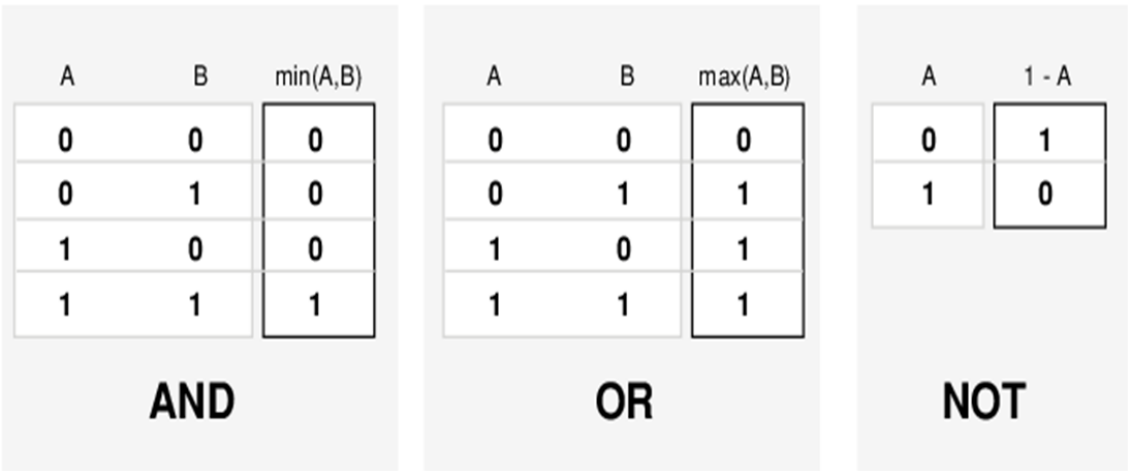 A B min(A,B)
0 0 0
0 1 0
1 0 0
1 1 1
AND
A B max(A,B)
0 0 0
0 1 1
1 0 1
1 1 1
OR
A 1 - A
0 1
1 0
NOT